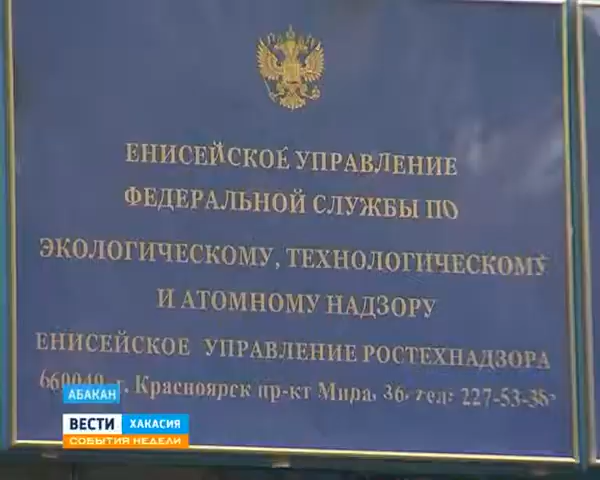 ЕНИСЕЙСКОЕ УПРАВЛЕНИЕ
ФЕДЕРАЛЬНОЙ СЛУЖБЫ ПО
ЭКОЛОГИЧЕСКОМУ, ТЕХНОЛОГИЧЕСКОМУ
И АТОМНОМУ НАДЗОРУ
ЕНИСЕЙСКОЕ УПРАВЛЕНИЕ РОСТЕХНАДЗОРА
660049, г. Красноярск пр-кт Мира, 36, тел: 227-53-36
АБАКАН
ВЕСТИ ХАКАСИЯ
СОБЫТИЯ НЕДЕЛИ